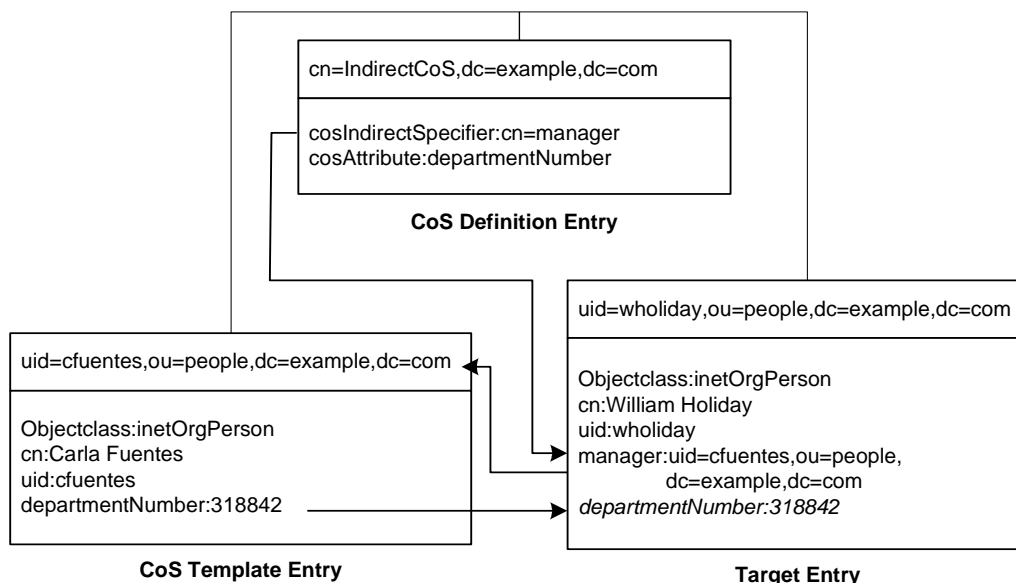 cn=IndirectCoS,dc=example,dc=com
cosIndirectSpecifier:cn=manager
cosAttribute:departmentNumber
CoS Definition Entry
uid=cfuentes,ou=people,dc=example,dc=com
Objectclass:inetOrgPerson
cn:Carla Fuentes
uid:cfuentes
departmentNumber:318842
CoS Template Entry
uid=wholiday,ou=people,dc=example,dc=com
Objectclass:inetOrgPerson
cn:William Holiday
uid:wholiday
manager:uid=cfuentes,ou=people,
dc=example,dc=com
departmentNumber:318842
Target Entry